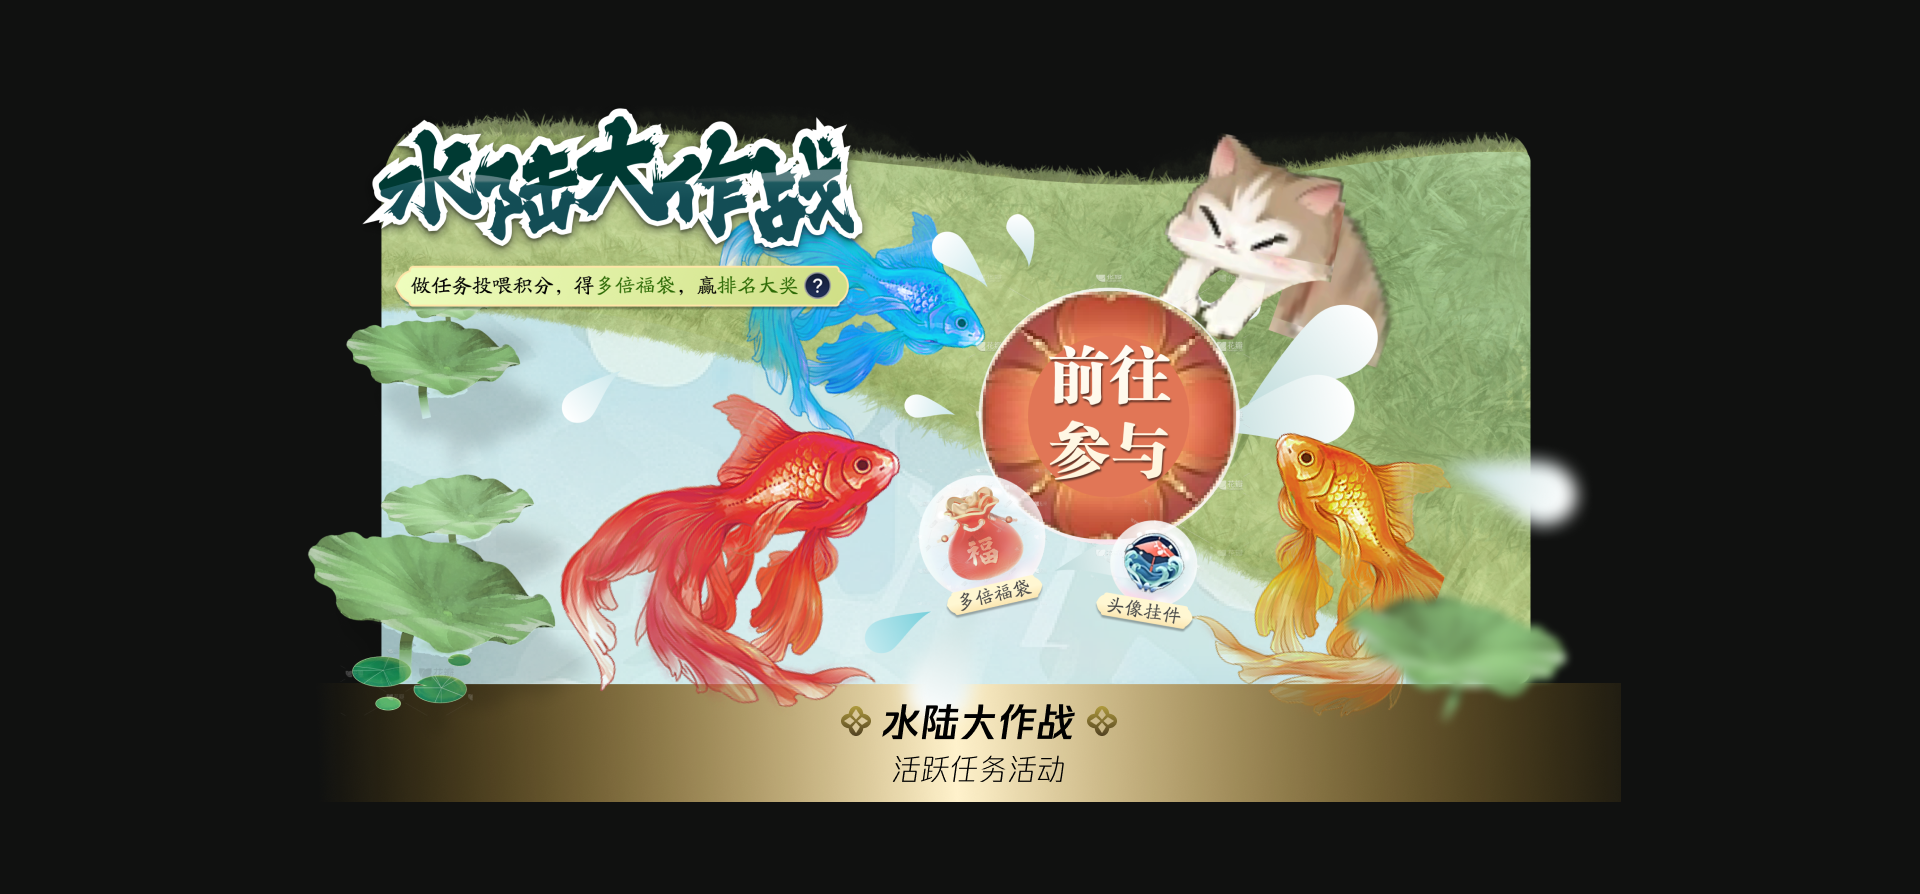 水陆大作战
做任务投喂积分，得多倍福袋，赢排名大奖?
前往
参与
福
多倍福袋
头像挂件
水陆大作战
活跃任务活动